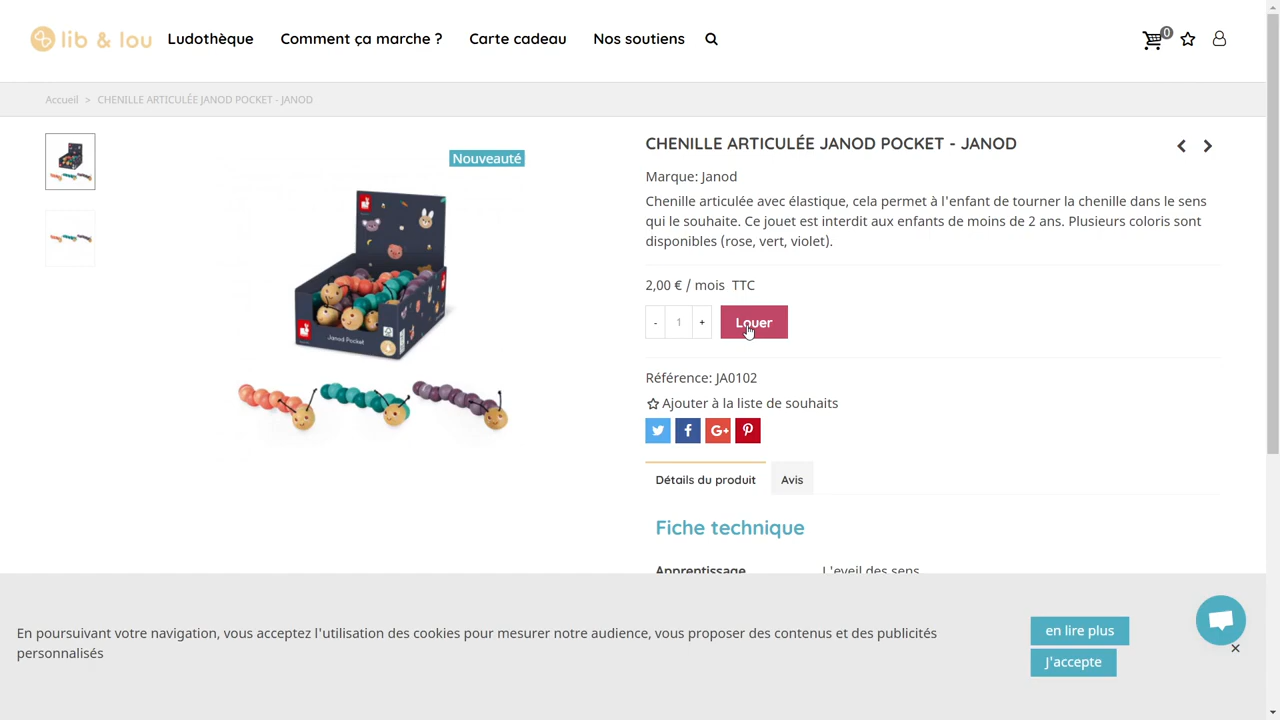 lib & lou
Ludothèque
Comment ça marche ?
Carte cadeau
Nos soutiens
0
Accueil > CHENILLE ARTICULÉE JANOD POCKET - JANOD
Nouveauté
Janod Pocket
CHENILLE ARTICULÉE JANOD POCKET - JANOD
Marque: Janod
Chenille articulée avec élastique, cela permet à l'enfant de tourner la chenille dans le sens
qui le souhaite. Ce jouet est interdit aux enfants de moins de 2 ans. Plusieurs coloris sont
disponibles (rose, vert, violet).
2,00 € / mois TTC
- 1 +
Louer
Référence: JA0102
Ajouter à la liste de souhaits
G+
Détails du produit
Avis
Fiche technique
Apprentissage L'eveil des sens
En poursuivant votre navigation, vous acceptez l'utilisation des cookies pour mesurer notre audience, vous proposer des contenus et des publicités
personnalisés
en lire plus
J'accepte